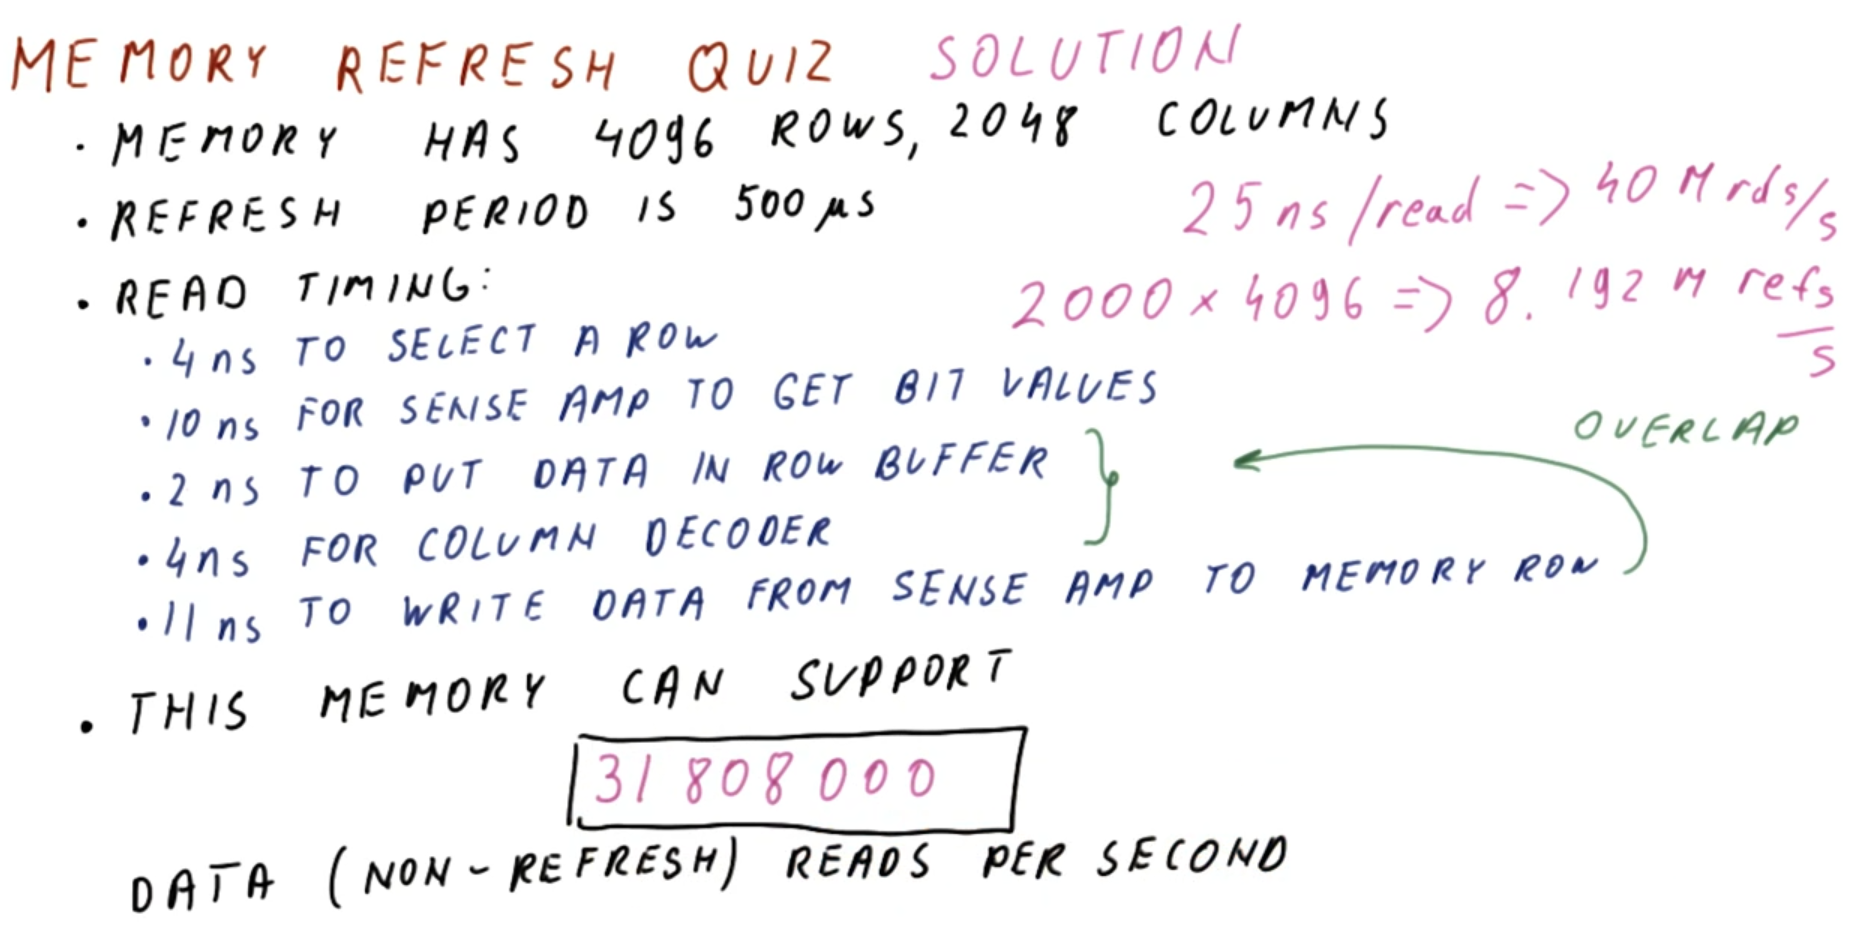 MEMORY REFRESH QUIZ SOLUTION
· MEMORY HAS 4096 ROWS, 2048 COLUMNS
· REFRESH PERIOD IS 500 µs
25 ns/read => 40 M rds/s
· READ TIMING:
2000 x 4096 => 8.192 M refs/s
· 4 ns TO SELECT A ROW
· 10 ns FOR SENSE AMP TO GET BIT VALUES
OVERLAP
· 2 ns TO PUT DATA IN ROW BUFFER
· 4 ns FOR COLUMN DECODER
· 11 ns TO WRITE DATA FROM SENSE AMP TO MEMORY ROW
· THIS MEMORY CAN SUPPORT
31 808 000
DATA (NON-REFRESH) READS PER SECOND